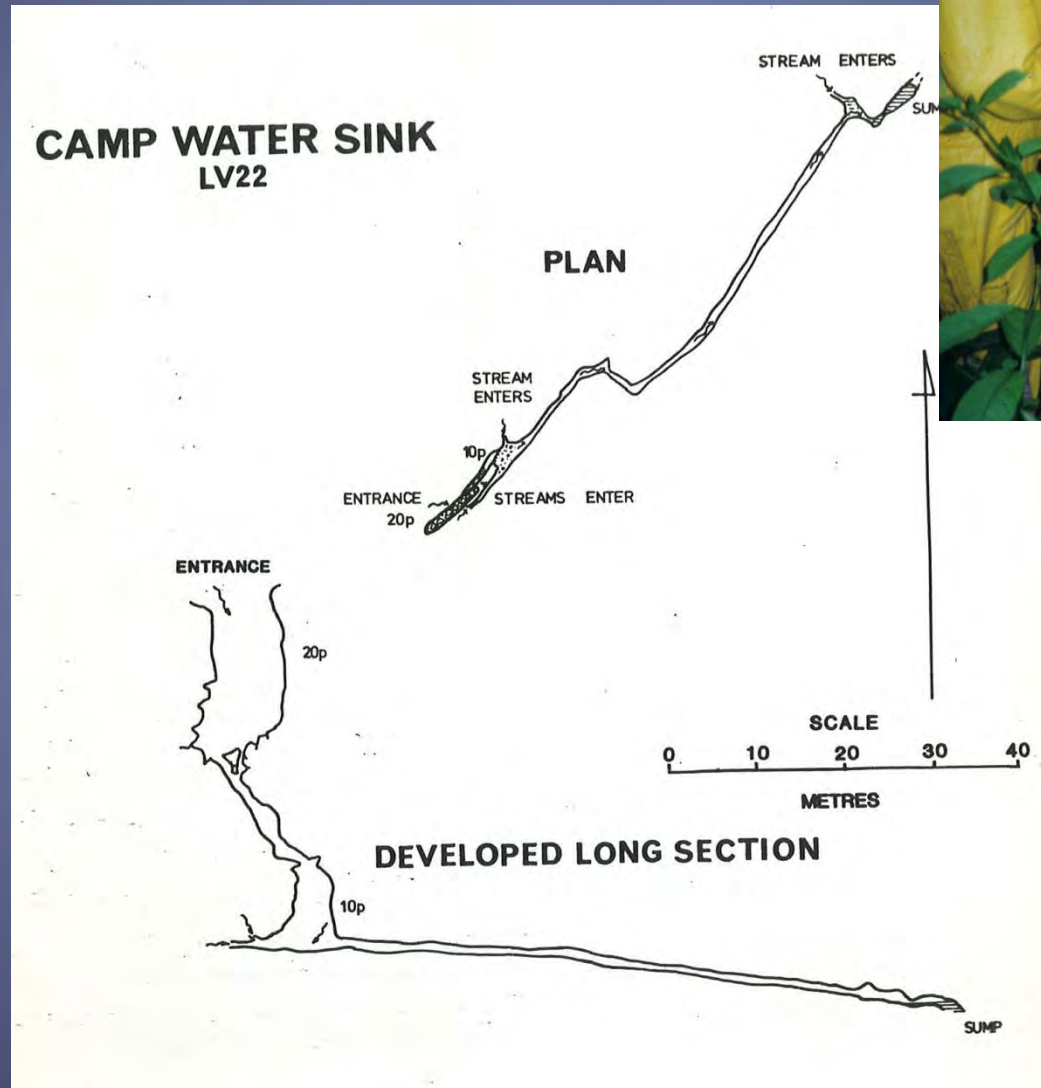 CAMP WATER SINK
LV22
STREAM ENTERS
SUMP
PLAN
STREAM
ENTERS
10p
ENTRANCE
20p
STREAMS ENTER
ENTRANCE
20p
SCALE
0 10 20 30 40
METRES
DEVELOPED LONG SECTION
10p
SUMP